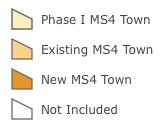 Phase I MS4 Town
Existing MS4 Town
New MS4 Town
Not Included